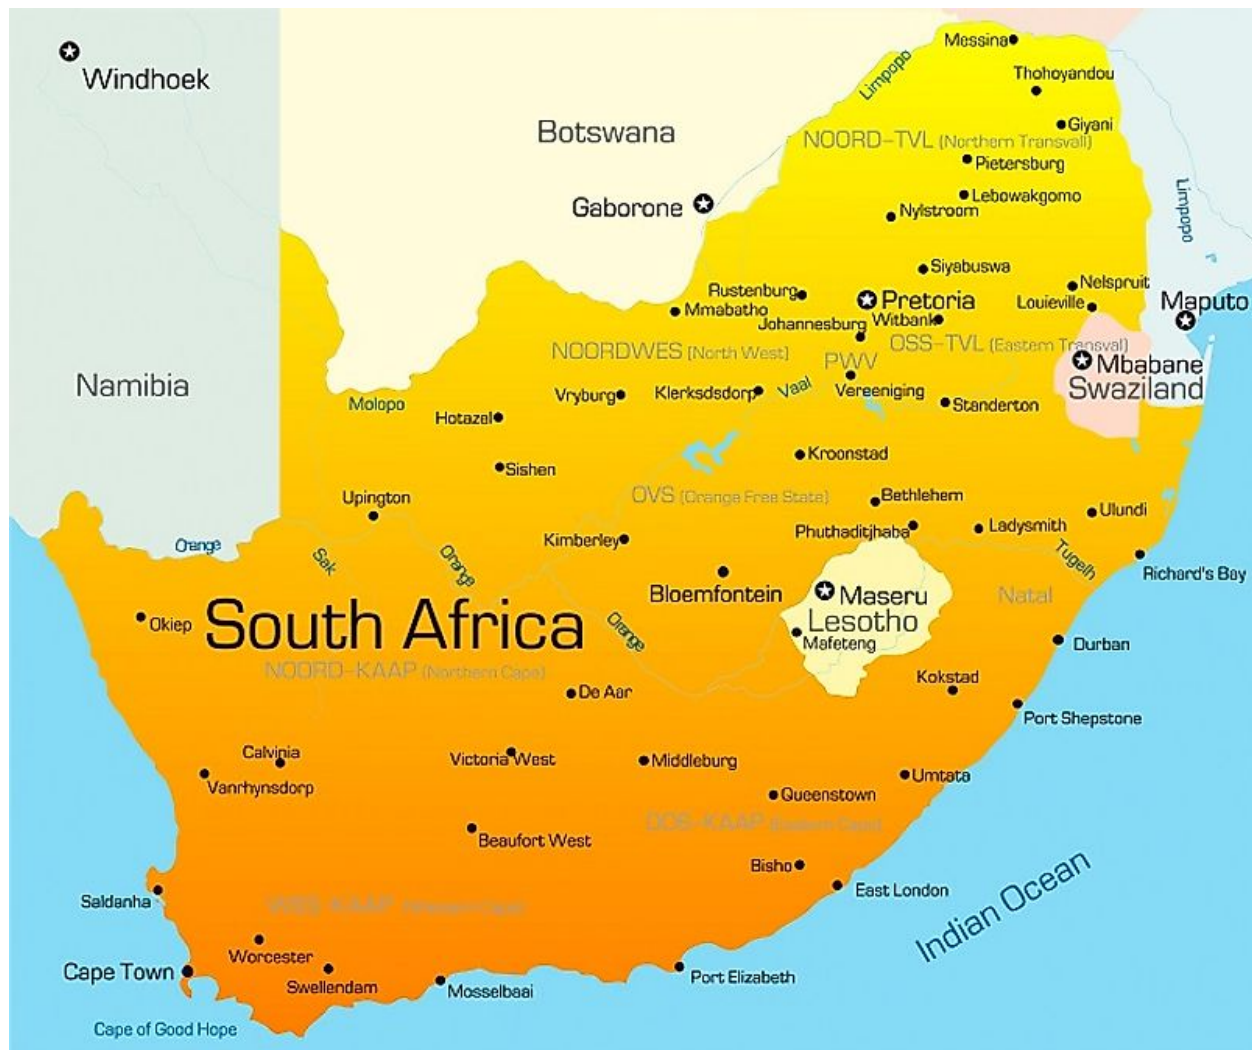 Messina
Windhoek
Thohoyandou
Limpopo
Giyani
Botswana
NOORD-TVL (Northern Transvall)
Pietersburg
Lebowakgomo
Limpopo
Gaborone
Nylstroom
Siyabuswa
Nelspruit
Rustenburg
Pretoria
Louieville
Maputo
Mmabatho
Johannesburg
Witbank
OSS-TVL (Eastern Transval)
NOORDWES (North West)
PWV
Mbabane
Swaziland
Namibia
Vryburg
Klerksdsdorp
Vaal
Vereeniging
Molopo
Standerton
Hotazal
Kroonstad
Sishen
Upington
OVS (Orange Free State)
Bethlehem
Ulundi
Phuthaditjhaba
Ladysmith
Kimberley
Orange
Sak
Orange
Tugelh
Richard's Bay
Bloemfontein
Maseru
Natal
Lesotho
Okiep
South Africa
Orange
Mafeteng
Durban
NOORD-KAAP (Northern Cape)
Kokstad
De Aar
Port Shepstone
Calvinia
Victoria West
Middleburg
Umtata
Vanrhynsdorp
Queenstown
OOS-KAAP (Eastern Cape)
Beaufort West
Bisho
East London
Indian Ocean
Saldanha
WES-KAAP (Western Cape)
Worcester
Cape Town
Swellendam
Port Elizabeth
Mosselbaai
Cape of Good Hope